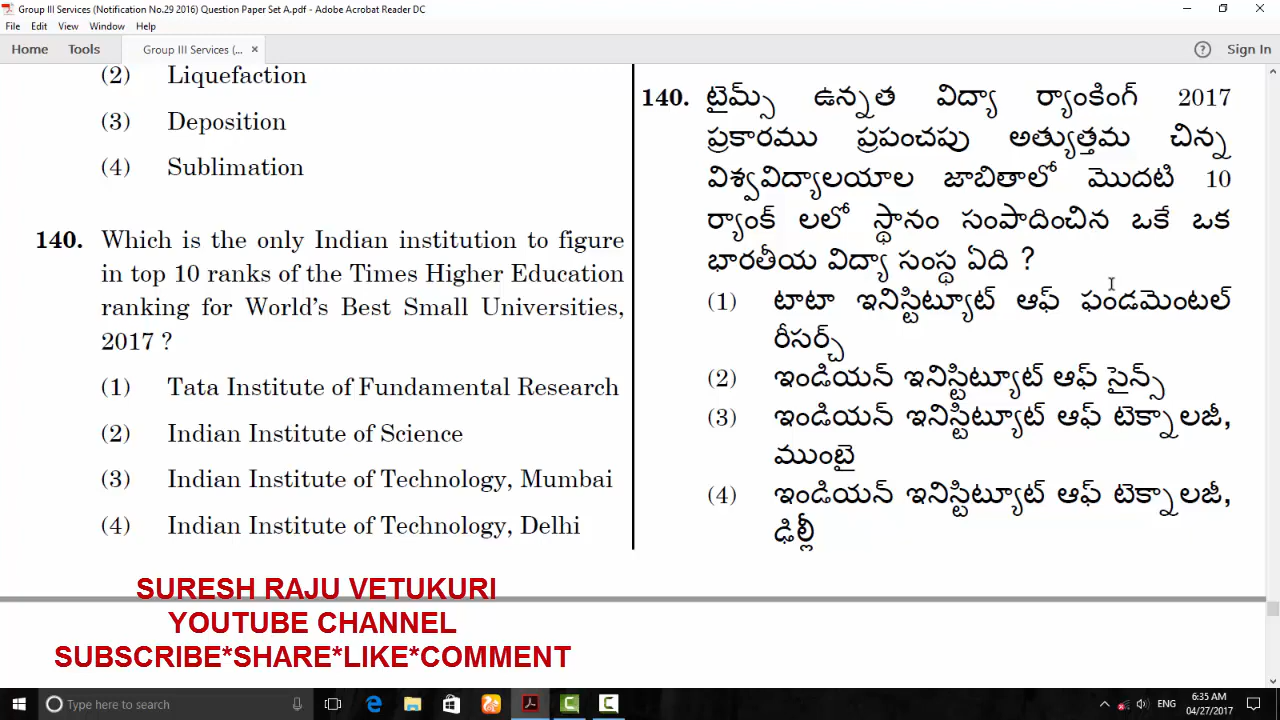 Group III Services (Notification No.29 2016) Question Paper Set A.pdf - Adobe Acrobat Reader DC
File Edit View Window Help
Home Tools Group III Services (... × ? Sign In
(2) Liquefaction
(3) Deposition
(4) Sublimation
140. Which is the only Indian institution to figure
in top 10 ranks of the Times Higher Education
ranking for World's Best Small Universities,
2017 ?
(1) Tata Institute of Fundamental Research
(2) Indian Institute of Science
(3) Indian Institute of Technology, Mumbai
(4) Indian Institute of Technology, Delhi
140. టైమ్స్ ఉన్నత విద్యా ర్యాంకింగ్ 2017
ప్రకారము ప్రపంచపు అత్యుత్తమ చిన్న
విశ్వవిద్యాలయాల జాబితాలో మొదటి 10
ర్యాంక్ లలో స్థానం సంపాదించిన ఒకే ఒక
భారతీయ విద్యా సంస్థ ఏది ?
(1) టాటా ఇనిస్టిట్యూట్ ఆఫ్ ఫండమెంటల్
రీసర్చ్
(2) ఇండియన్ ఇనిస్టిట్యూట్ ఆఫ్ సైన్స్
(3) ఇండియన్ ఇనిస్టిట్యూట్ ఆఫ్ టెక్నాలజీ,
ముంబై
(4) ఇండియన్ ఇనిస్టిట్యూట్ ఆఫ్ టెక్నాలజీ,
ఢిల్లీ
SURESH RAJU VETUKURI
YOUTUBE CHANNEL
SUBSCRIBE*SHARE*LIKE*COMMENT
Type here to search
ENG
6:35 AM
04/27/2017